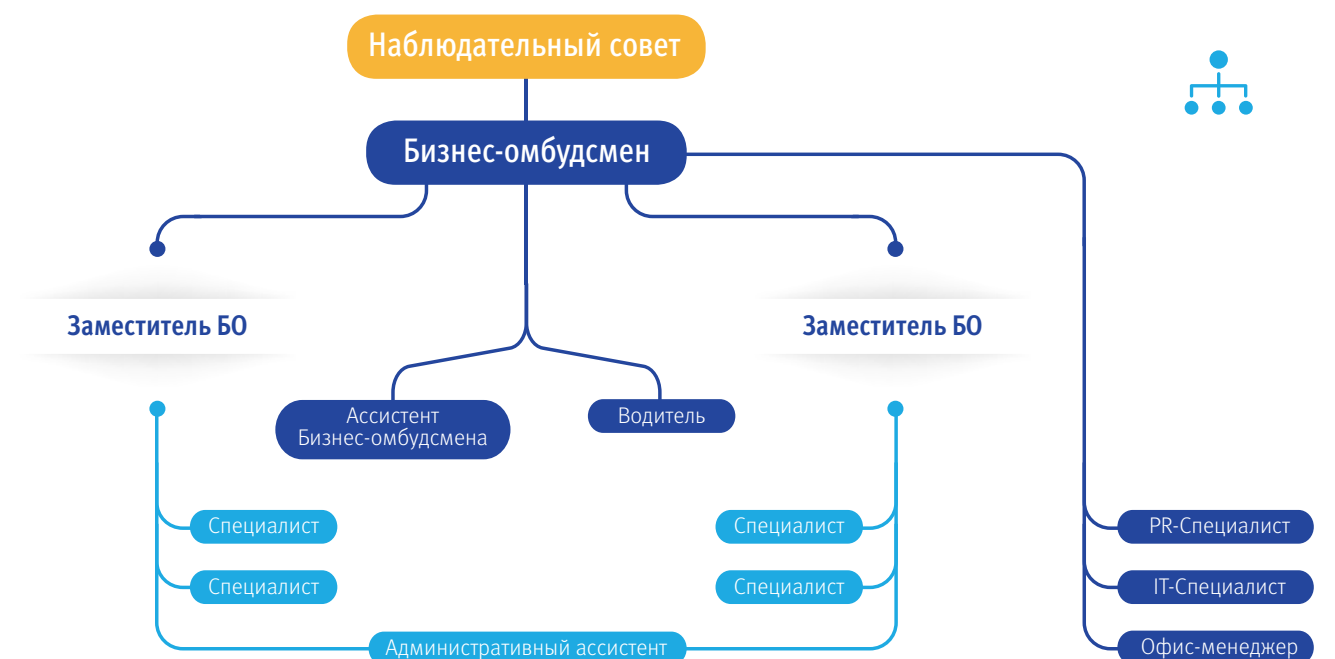 Наблюдательный совет
Бизнес-омбудсмен
Заместитель БО
Заместитель БО
Ассистент
Бизнес-омбудсмена
Водитель
Специалист
Специалист
PR-Специалист
Специалист
Специалист
IT-Специалист
Административный ассистент
Офис-менеджер